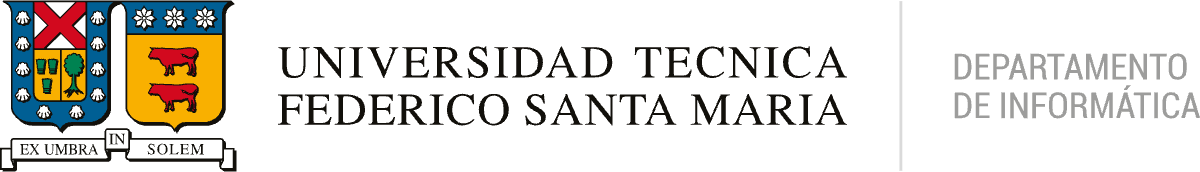 EX UMBRA IN SOLEM
UNIVERSIDAD TECNICA
FEDERICO SANTA MARIA
DEPARTAMENTO
DE INFORMÁTICA